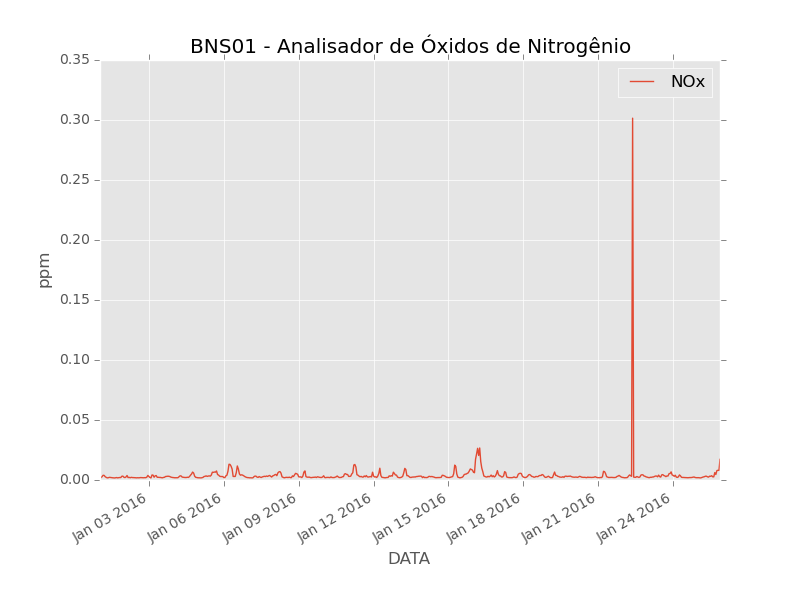 BNS01 - Analisador de Óxidos de Nitrogênio
NOx
0.35
0.30
0.25
0.20
0.15
0.10
0.05
0.00
ppm
Jan 03 2016
Jan 06 2016
Jan 09 2016
Jan 12 2016
Jan 15 2016
Jan 18 2016
Jan 21 2016
Jan 24 2016
DATA